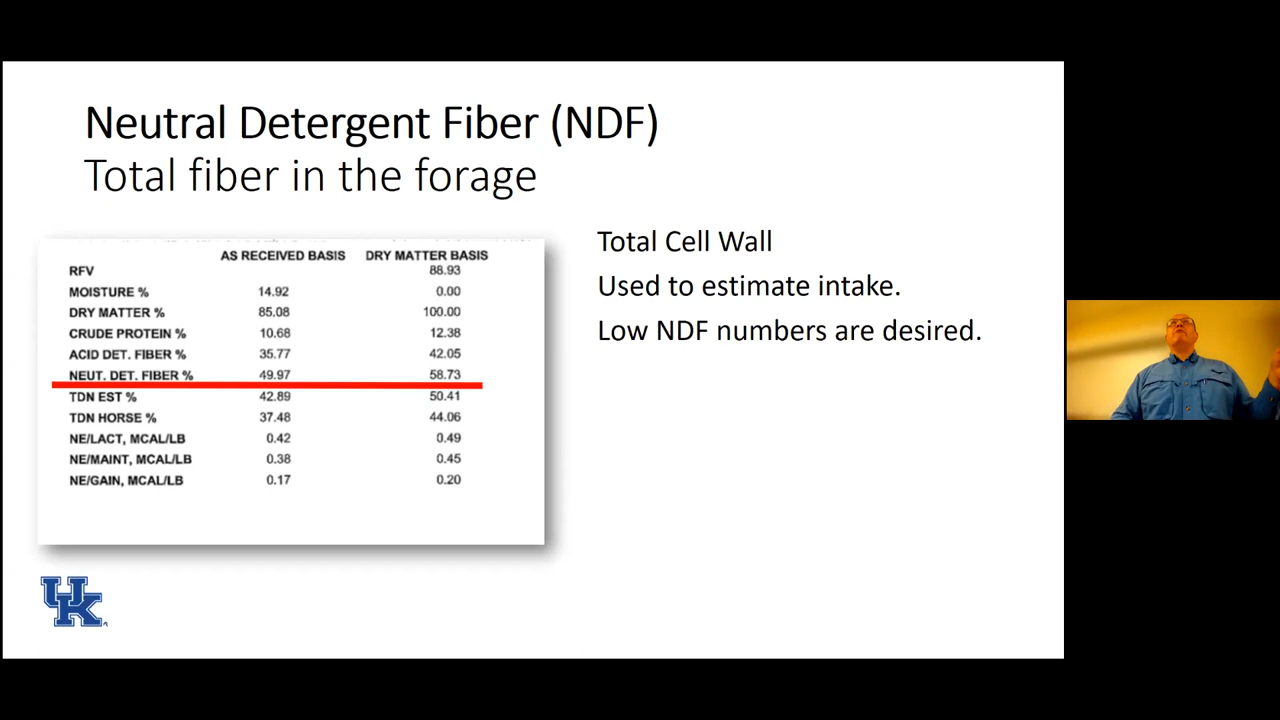 Neutral Detergent Fiber (NDF)
Total fiber in the forage
AS RECEIVED BASIS DRY MATTER BASIS
RFV 88.93
MOISTURE % 14.92 0.00
DRY MATTER % 85.08 100.00
CRUDE PROTEIN % 10.68 12.38
ACID DET. FIBER % 35.77 42.05
NEUT. DET. FIBER % 49.97 58.73
TDN EST % 42.89 50.41
TDN HORSE % 37.48 44.06
NE/LACT, MCAL/LB 0.42 0.49
NE/MAINT, MCAL/LB 0.38 0.45
NE/GAIN, MCAL/LB 0.17 0.20
Total Cell Wall
Used to estimate intake.
Low NDF numbers are desired.
UK